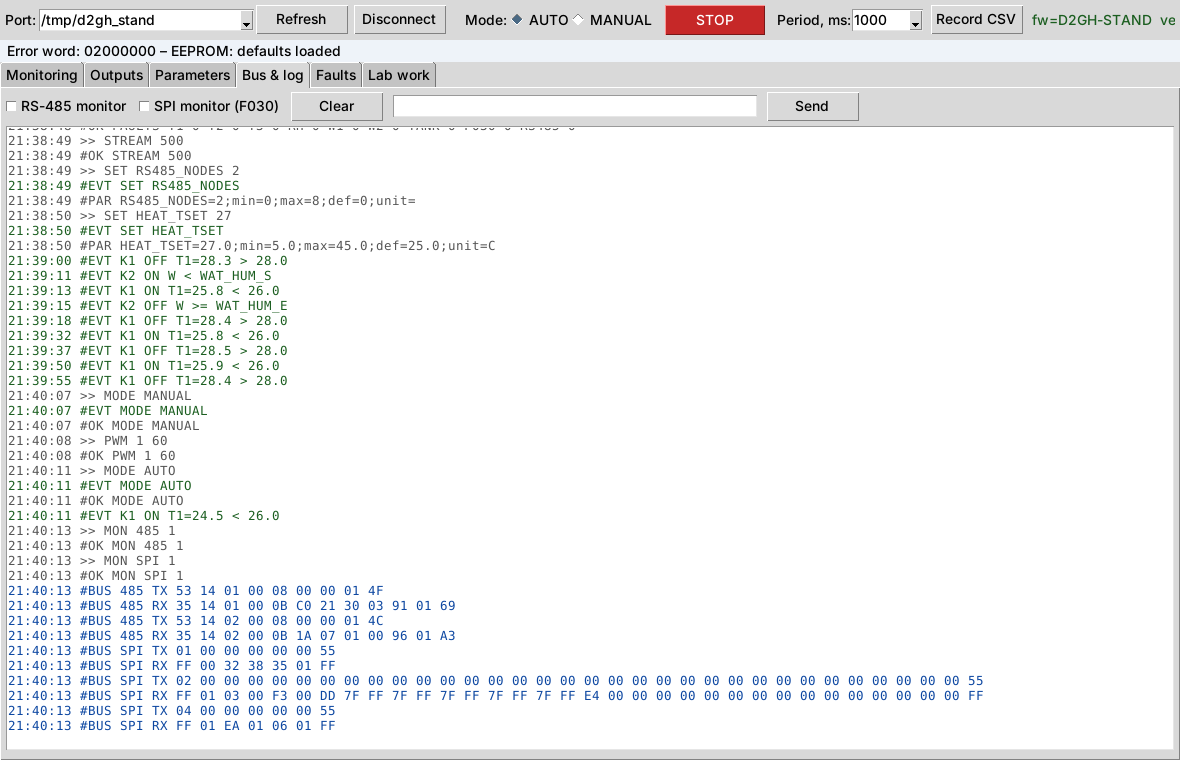 Port: /tmp/d2gh_stand Refresh Disconnect Mode: AUTO MANUAL STOP Period, ms: 1000 Record CSV fw=D2GH-STAND ve
Error word: 02000000 – EEPROM: defaults loaded
Monitoring Outputs Parameters Bus & log Faults Lab work
RS-485 monitor SPI monitor (F030) Clear Send
21:38:49 >> STREAM 500
21:38:49 #OK STREAM 500
21:38:49 >> SET RS485_NODES 2
21:38:49 #EVT SET RS485_NODES
21:38:49 #PAR RS485_NODES=2;min=0;max=8;def=0;unit=
21:38:50 >> SET HEAT_TSET 27
21:38:50 #EVT SET HEAT_TSET
21:38:50 #PAR HEAT_TSET=27.0;min=5.0;max=45.0;def=25.0;unit=C
21:39:00 #EVT K1 OFF T1=28.3 > 28.0
21:39:11 #EVT K2 ON W < WAT_HUM_S
21:39:13 #EVT K1 ON T1=25.8 < 26.0
21:39:15 #EVT K2 OFF W >= WAT_HUM_E
21:39:18 #EVT K1 OFF T1=28.4 > 28.0
21:39:32 #EVT K1 ON T1=25.8 < 26.0
21:39:37 #EVT K1 OFF T1=28.5 > 28.0
21:39:50 #EVT K1 ON T1=25.9 < 26.0
21:39:55 #EVT K1 OFF T1=28.4 > 28.0
21:40:07 >> MODE MANUAL
21:40:07 #EVT MODE MANUAL
21:40:07 #OK MODE MANUAL
21:40:08 >> PWM 1 60
21:40:08 #OK PWM 1 60
21:40:11 >> MODE AUTO
21:40:11 #EVT MODE AUTO
21:40:11 #OK MODE AUTO
21:40:11 #EVT K1 ON T1=24.5 < 26.0
21:40:13 >> MON 485 1
21:40:13 #OK MON 485 1
21:40:13 >> MON SPI 1
21:40:13 #OK MON SPI 1
21:40:13 #BUS 485 TX 53 14 01 00 08 00 00 01 4F
21:40:13 #BUS 485 RX 35 14 01 00 0B C0 21 30 03 91 01 69
21:40:13 #BUS 485 TX 53 14 02 00 08 00 00 01 4C
21:40:13 #BUS 485 RX 35 14 02 00 0B 1A 07 01 00 96 01 A3
21:40:13 #BUS SPI TX 01 00 00 00 00 00 55
21:40:13 #BUS SPI RX FF 00 32 38 35 01 FF
21:40:13 #BUS SPI TX 02 00 00 00 00 00 00 00 00 00 00 00 00 00 00 00 00 00 00 00 00 00 00 00 00 00 00 00 00 00 00 00 00 55
21:40:13 #BUS SPI RX FF 01 03 00 F3 00 DD 7F FF 7F FF 7F FF 7F FF 7F FF E4 00 00 00 00 00 00 00 00 00 00 00 00 00 00 00 FF
21:40:13 #BUS SPI TX 04 00 00 00 00 00 55
21:40:13 #BUS SPI RX FF 01 EA 01 06 01 FF